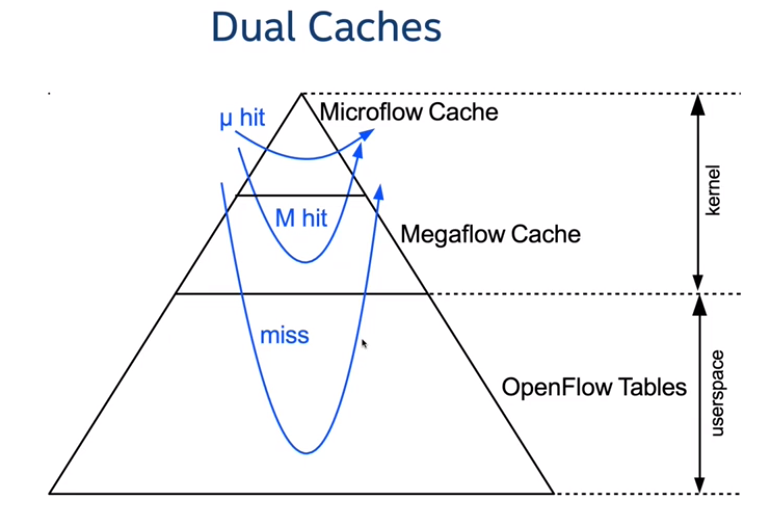 Dual Caches
μ hit
Microflow Cache
kernel
M hit
Megaflow Cache
miss
OpenFlow Tables
userspace